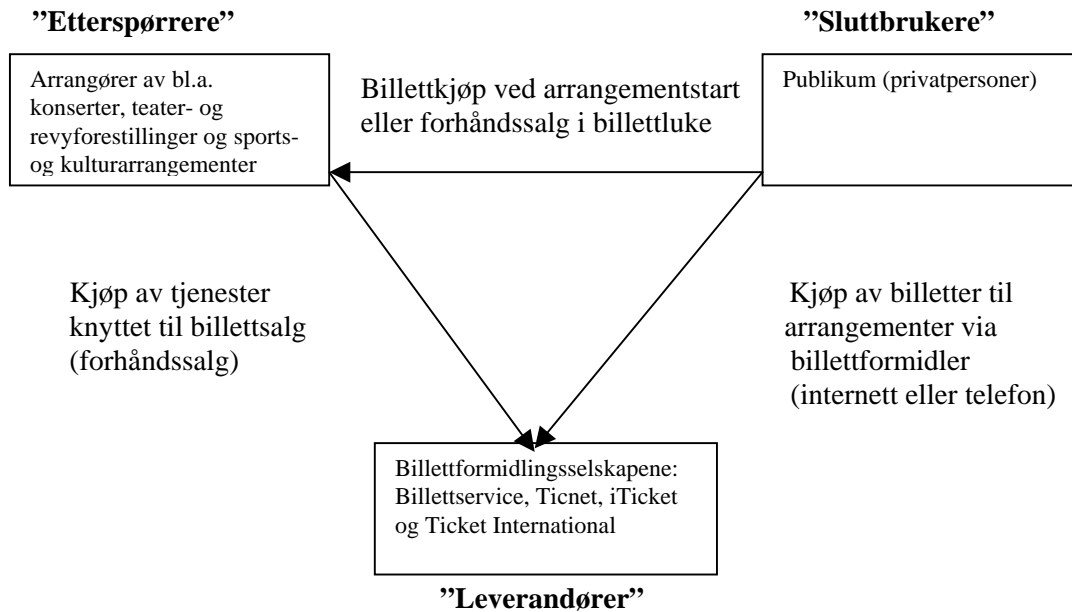 ”Etterspørrere”
”Sluttbrukere”
Arrangører av bl.a.
konserter, teater- og
revyforestillinger og sports-
og kulturarrangementer
Billettkjøp ved arrangementstart
eller forhåndssalg i billettluke
Publikum (privatpersoner)
Kjøp av tjenester
knyttet til billettsalg
(forhåndssalg)
Kjøp av billetter til
arrangementer via
billettformidler
(internett eller telefon)
Billettformidlingsselskapene:
Billettservice, Ticnet, iTicket
og Ticket International
”Leverandører”